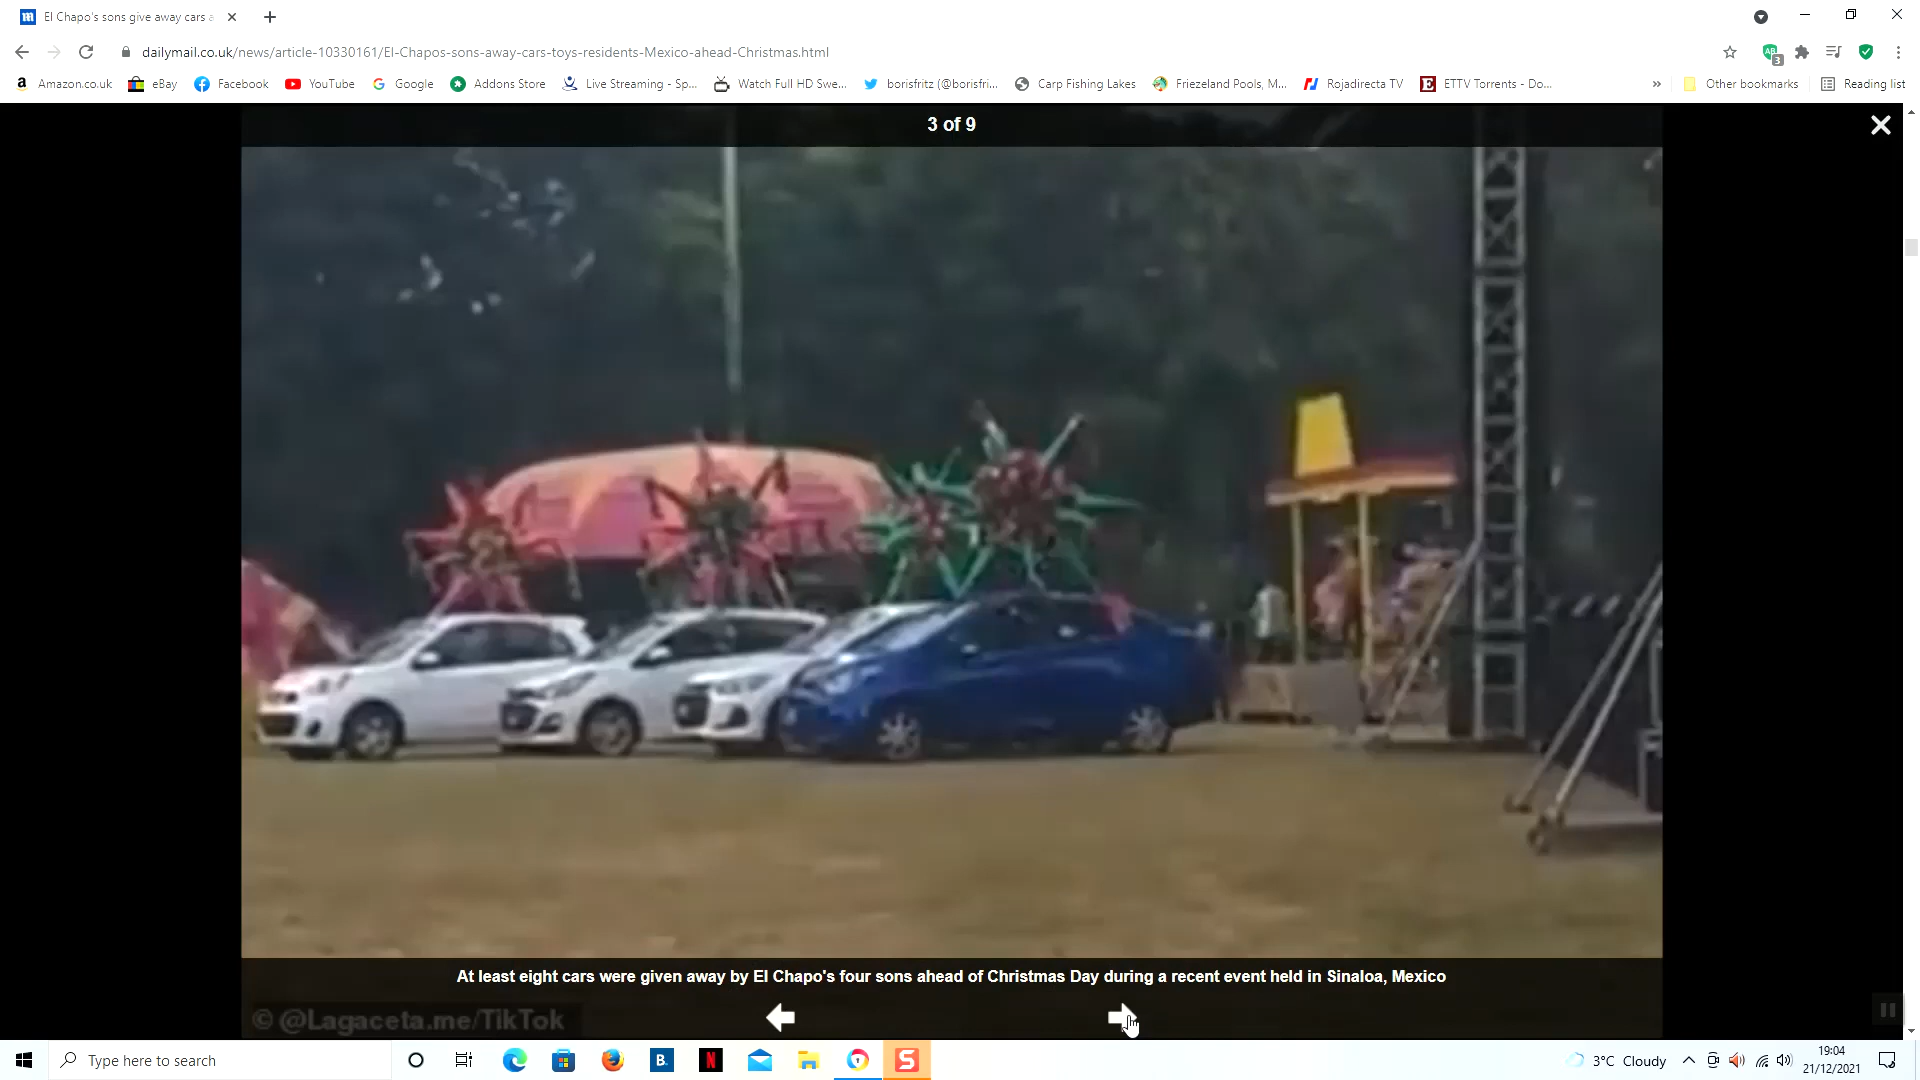 El Chapo's sons give away cars a
dailymail.co.uk/news/article-10330161/El-Chapos-sons-away-cars-toys-residents-Mexico-ahead-Christmas.html
3
Amazon.co.uk eBay Facebook YouTube Google Addons Store Live Streaming - Sp... Watch Full HD Swe... borisfritz (@borisfri... Carp Fishing Lakes Friezeland Pools, M... Rojadirecta TV ETTV Torrents - Do... » Other bookmarks Reading list
3 of 9
At least eight cars were given away by El Chapo's four sons ahead of Christmas Day during a recent event held in Sinaloa, Mexico
© @Lagaceta.me/TikTok
Type here to search
3°C Cloudy
19:04
21/12/2021